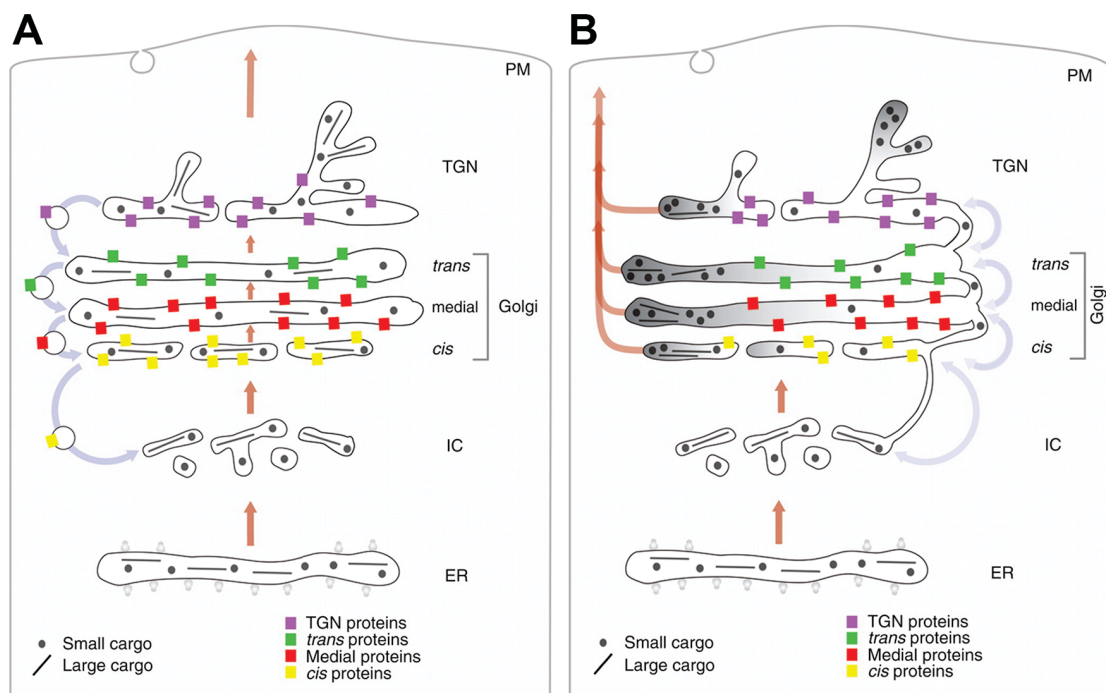 A
PM
TGN
trans
medial
Golgi
cis
IC
ER
Small cargo
Large cargo
TGN proteins
trans proteins
Medial proteins
cis proteins
B
PM
TGN
trans
medial
Golgi
cis
IC
ER
Small cargo
Large cargo
TGN proteins
trans proteins
Medial proteins
cis proteins